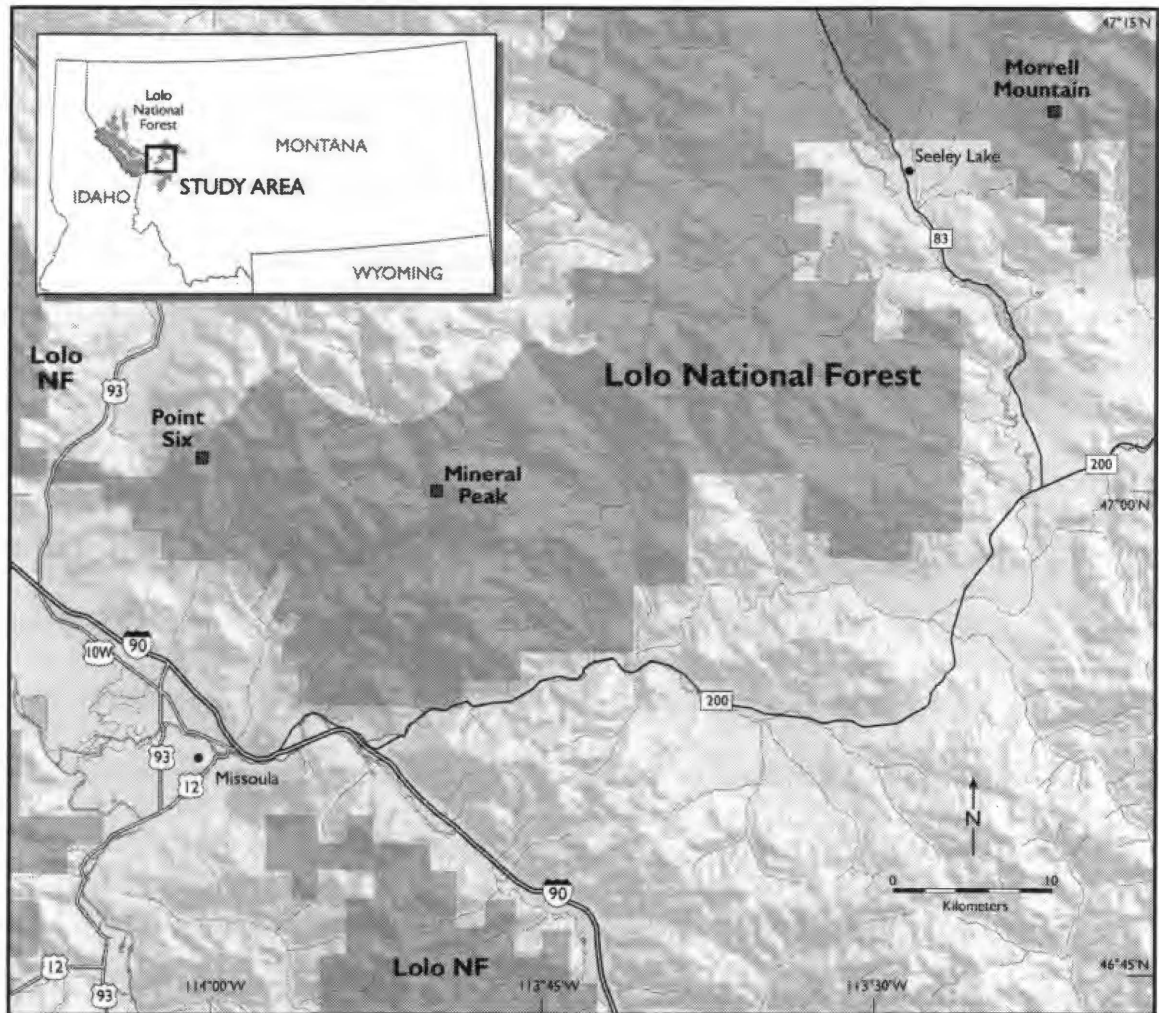 47°15'N
Morrell
Mountain
Seeley Lake
83
Lolo
National
Forest
MONTANA
STUDY AREA
IDAHO
WYOMING
Lolo
NF
93
Point
Six
Lolo National Forest
Mineral
Peak
200
47°00'N
90
10W
200
93
12
Missoula
N
0 10
Kilometers
90
12
93
Lolo NF
46°45'N
114°00'W
113°45'W
113°30'W